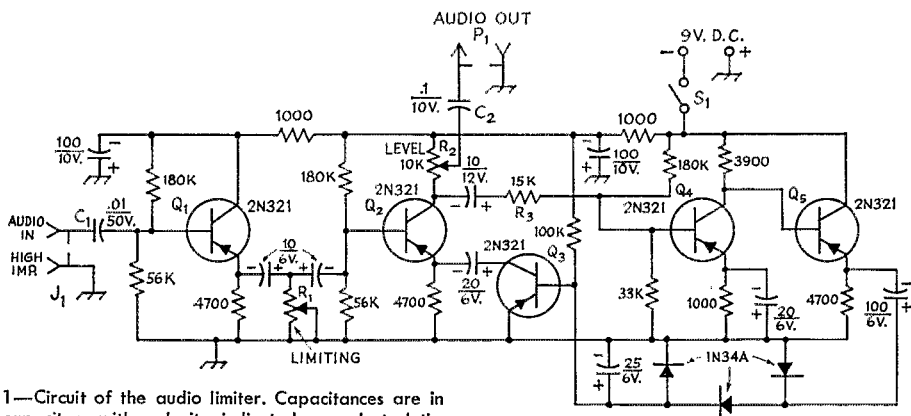 AUDIO OUT
P1
9V. D.C.
- +
S1
.1
10V.
C2
1000
1000
100
10V.
- +
180K
.01
50V.
C1
AUDIO
IN
HIGH
IMP.
J1
56K
Q1
2N321
4700
- 10 +
6V.
R1
LIMITING
180K
56K
LEVEL
10K
R2
2N321
Q2
10
12V.
15K
R3
4700
20
6V.
2N321
Q3
100K
100
10V.
180K
3900
Q4
2N321
33K
1000
20
6V.
Q5
2N321
4700
100
6V.
25
6V.
1N34A
1—Circuit of the audio limiter. Capacitances are in